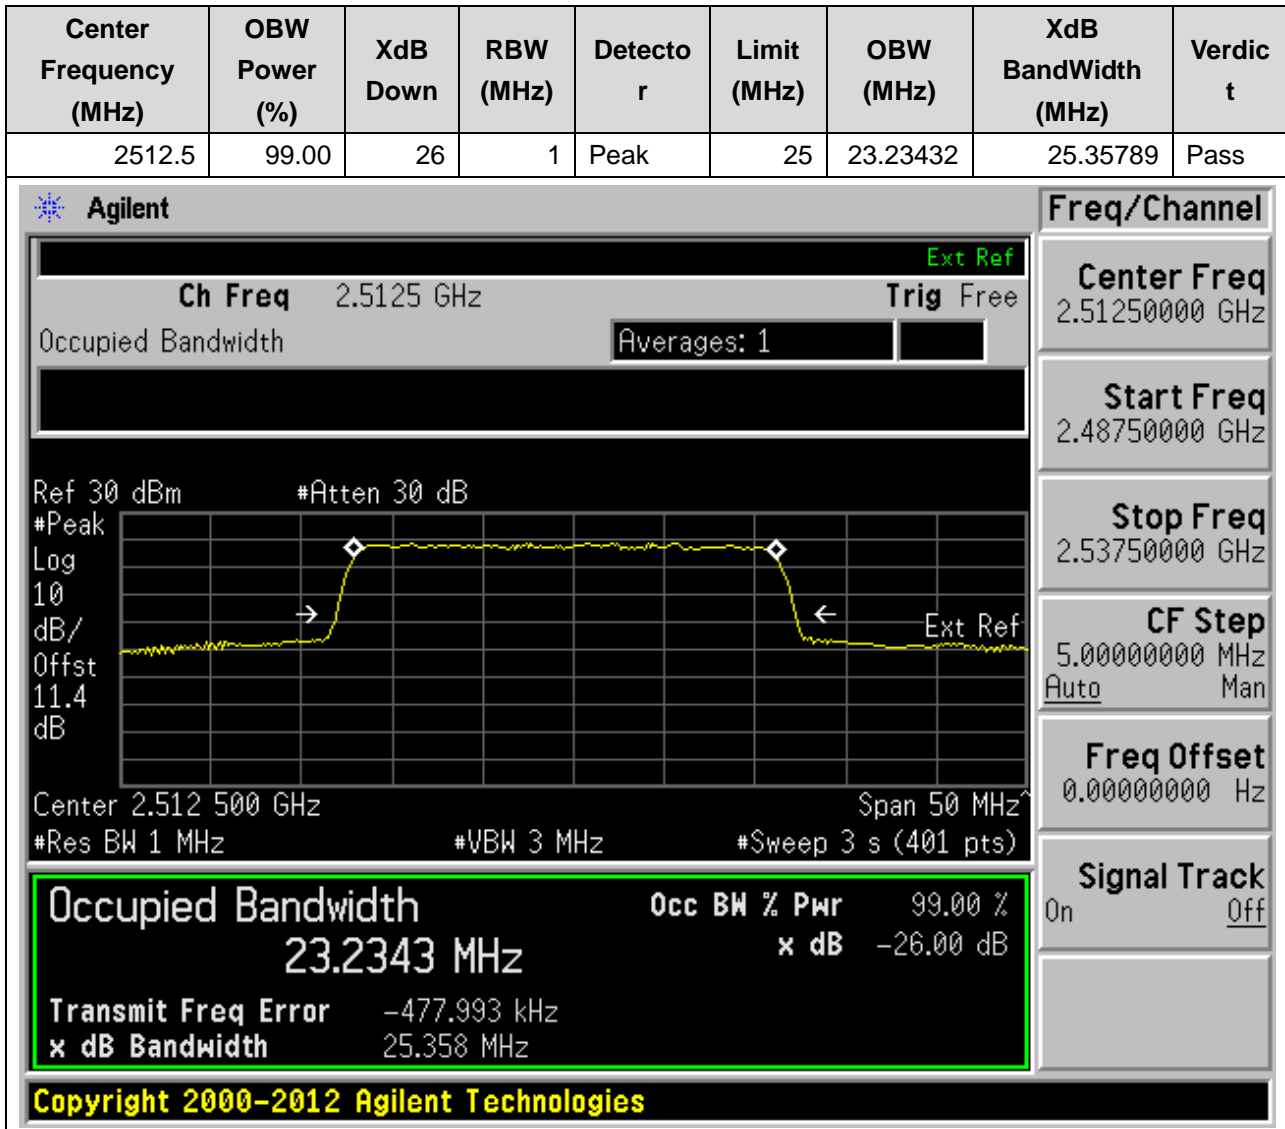 Center Frequency (MHz) OBW Power (%) XdB Down RBW (MHz) Detector Limit (MHz) OBW (MHz) XdB BandWidth (MHz) Verdict
2512.5 99.00 26 1 Peak 25 23.23432 25.35789 Pass
Agilent
Freq/Channel
Ext Ref
Ch Freq 2.5125 GHz Trig Free
Occupied Bandwidth Averages: 1
Center Freq
2.51250000 GHz
Start Freq
2.48750000 GHz
Stop Freq
2.53750000 GHz
CF Step
5.00000000 MHz
Auto Man
Freq Offset
0.00000000 Hz
Signal Track
On Off
Ref 30 dBm #Atten 30 dB
#Peak
Log
10
dB/
Offst
11.4
dB
Ext Ref
Center 2.512 500 GHz Span 50 MHz^
#Res BW 1 MHz #VBW 3 MHz #Sweep 3 s (401 pts)
Occupied Bandwidth
23.2343 MHz
Occ BW % Pwr 99.00 %
x dB -26.00 dB
Transmit Freq Error -477.993 kHz
x dB Bandwidth 25.358 MHz
Copyright 2000-2012 Agilent Technologies